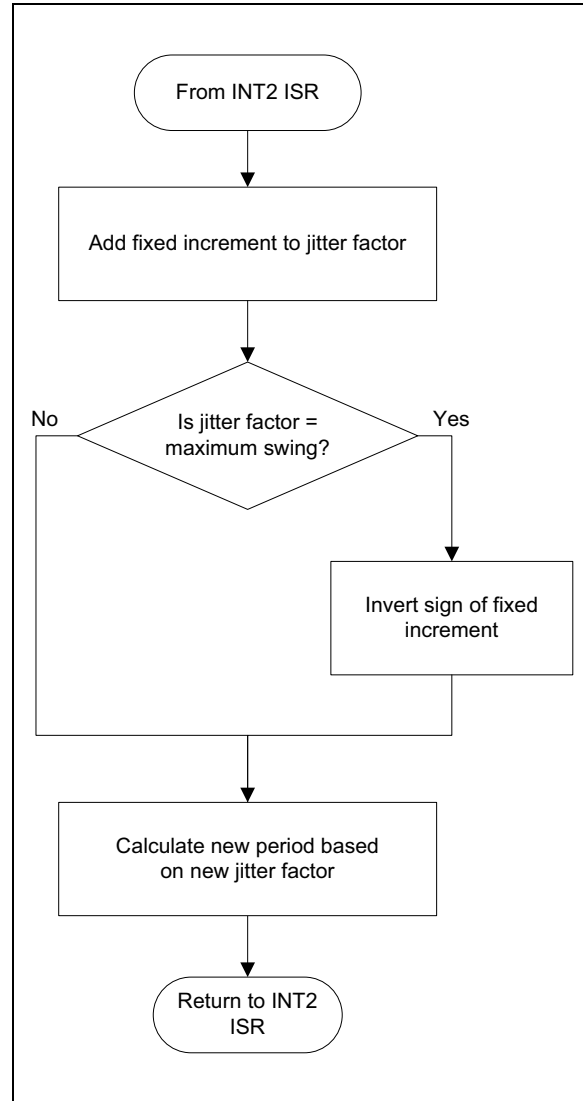 From INT2 ISR
Add fixed increment to jitter factor
No
Is jitter factor =
maximum swing?
Yes
Invert sign of fixed
increment
Calculate new period based
on new jitter factor
Return to INT2
ISR